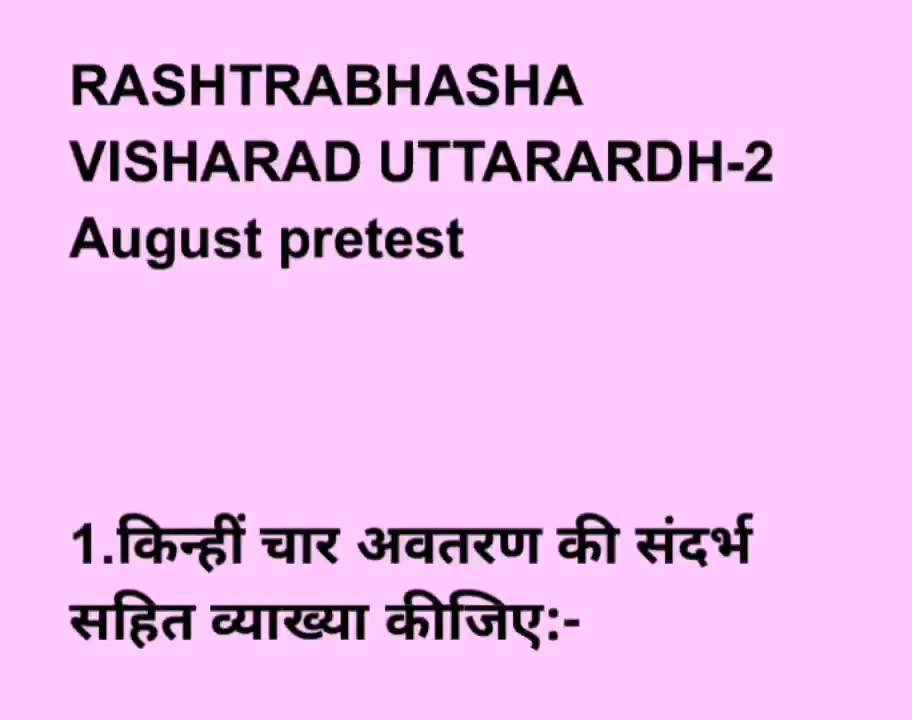 RASHTRABHASHA
VISHARAD UTTARARDH-2
August pretest
1.किन्हीं चार अवतरण की संदर्भ
सहित व्याख्या कीजिए:-